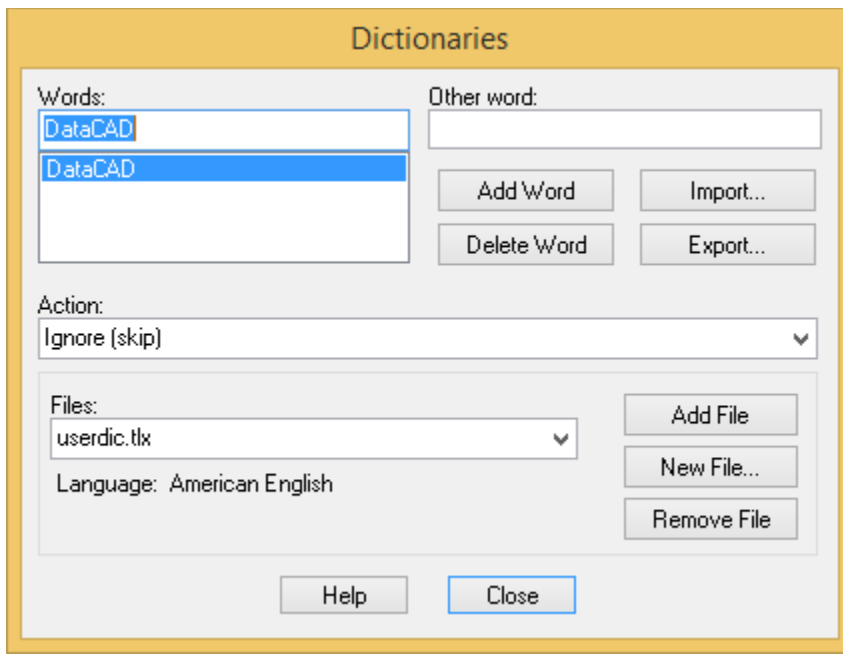 Dictionaries
Words:
Other word:
DataCAD
DataCAD
Add Word
Import...
Delete Word
Export...
Action:
Ignore (skip)
Files:
userdic.tlx
Language: American English
Add File
New File...
Remove File
Help
Close